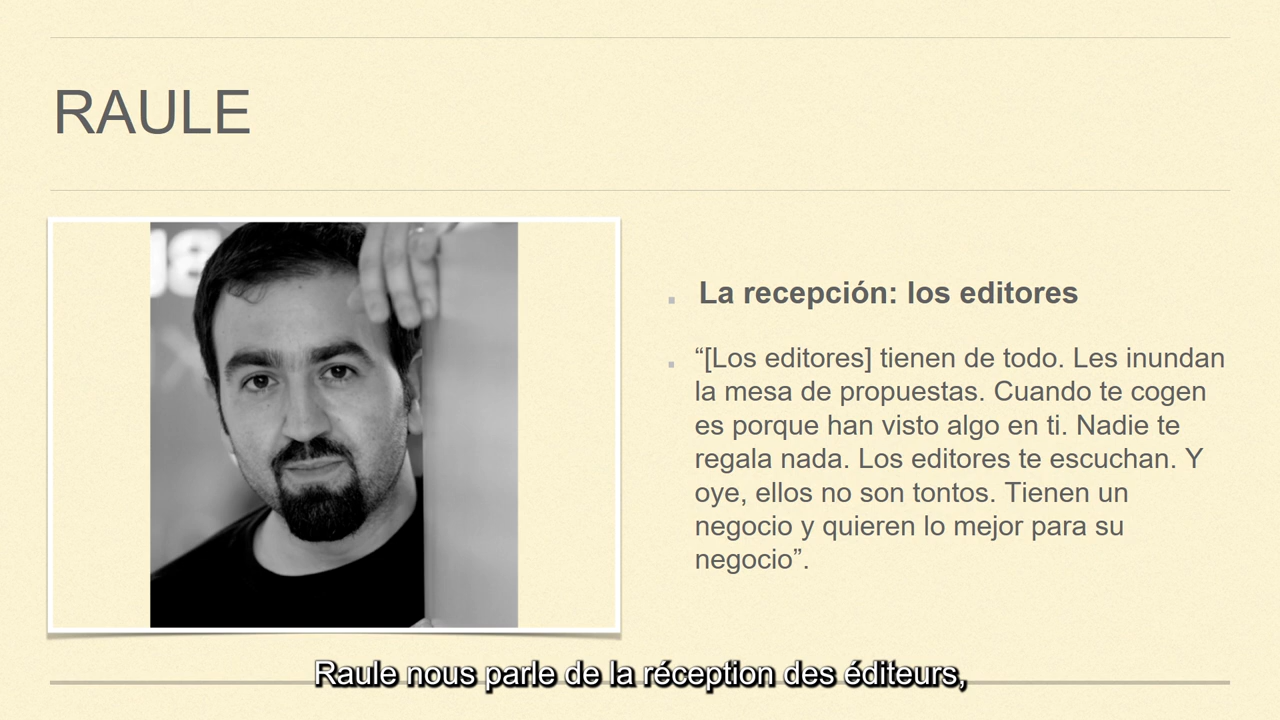 RAULE
La recepción: los editores
“[Los editores] tienen de todo. Les inundan
la mesa de propuestas. Cuando te cogen
es porque han visto algo en ti. Nadie te
regala nada. Los editores te escuchan. Y
oye, ellos no son tontos. Tienen un
negocio y quieren lo mejor para su
negocio”.
Raule nous parle de la réception des éditeurs,